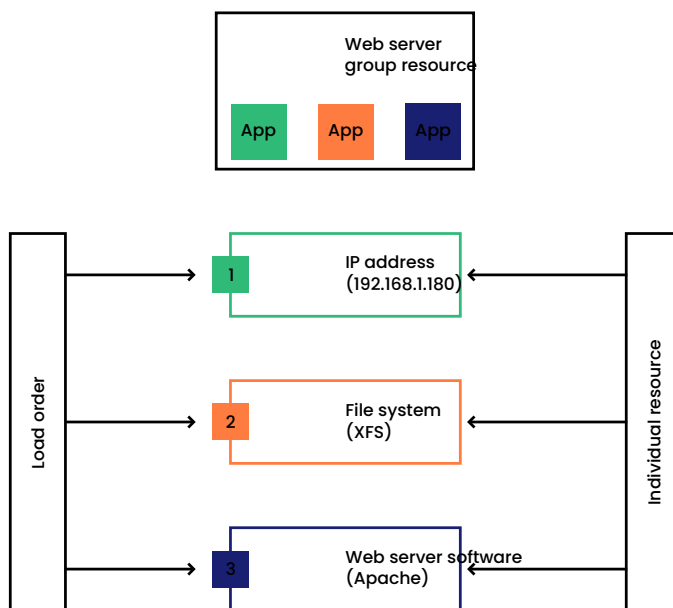 Web server
group resource
App App App
1
IP address
(192.168.1.180)
Load order
Individual resource
2
File system
(XFS)
3
Web server software
(Apache)